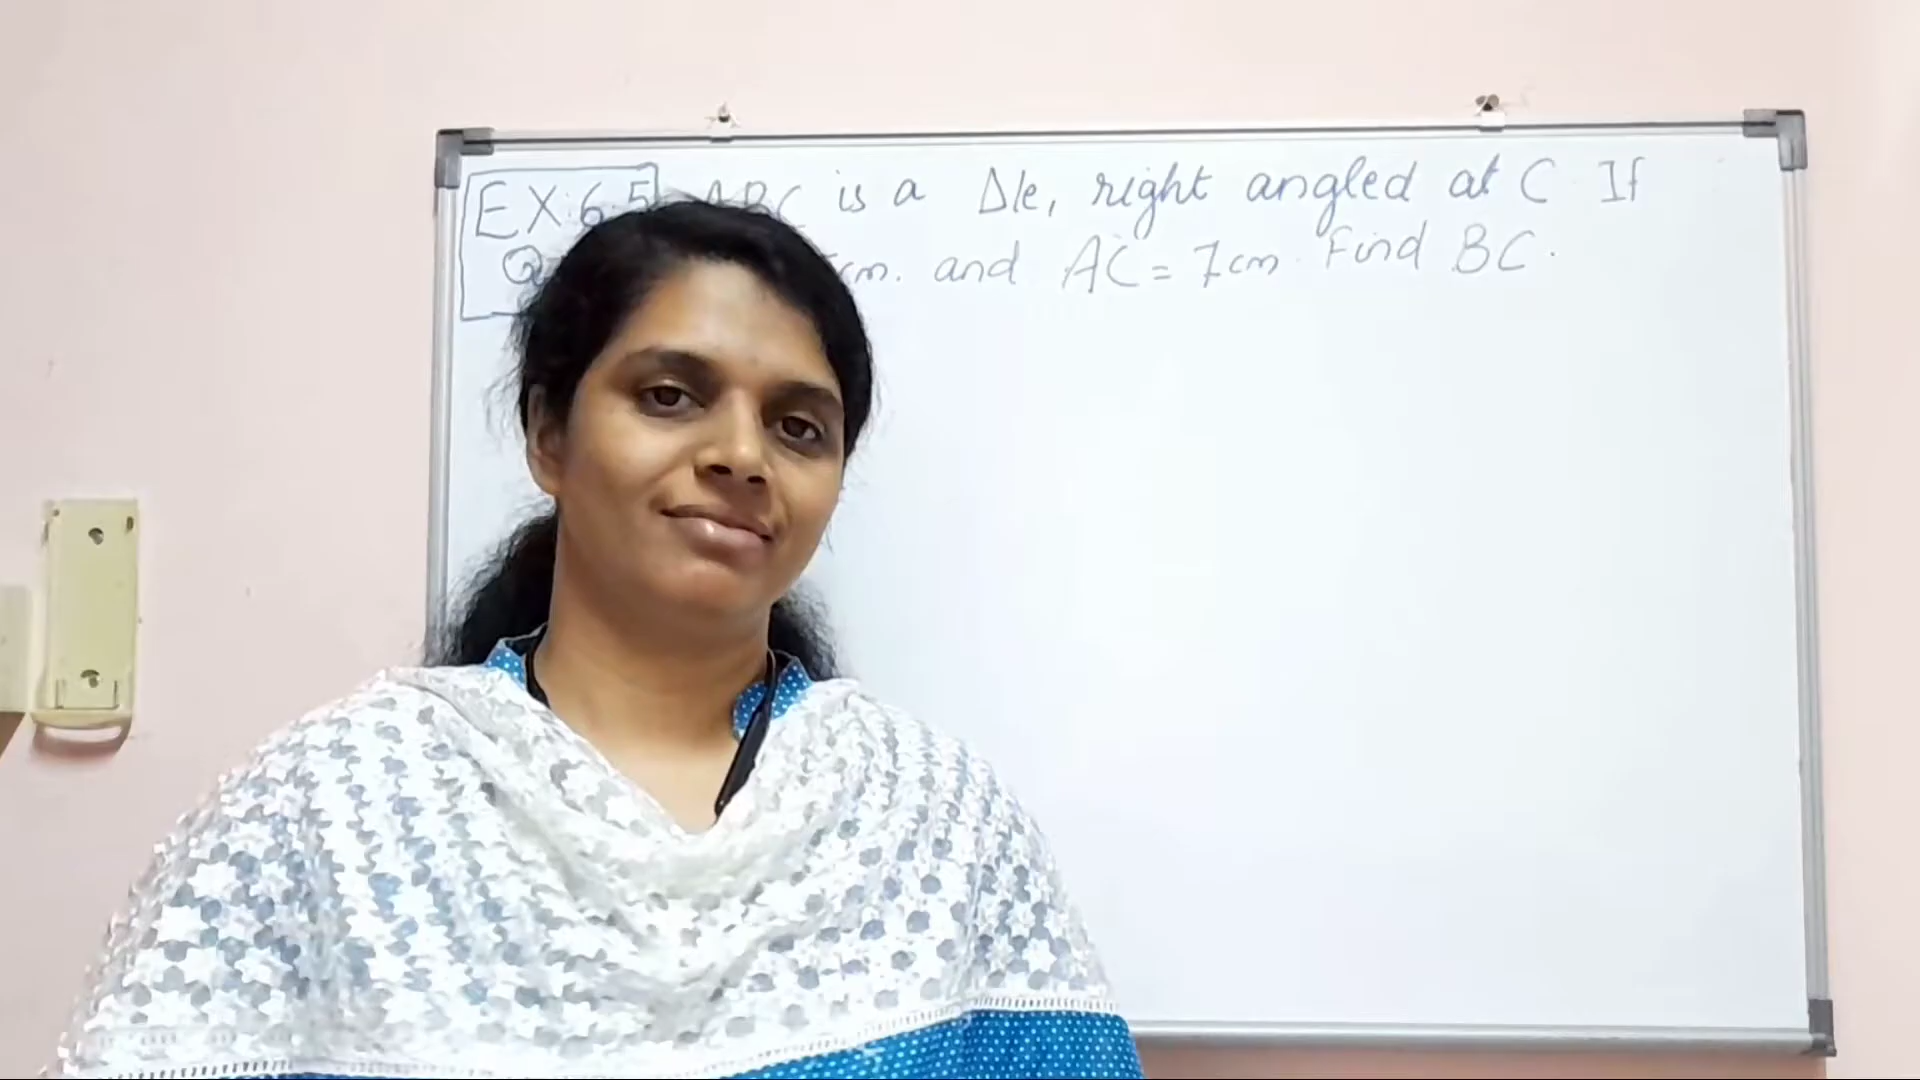 EX:6.5 ABC is a Δle, right angled at C If
Q cm. and AC = 7cm Find BC.